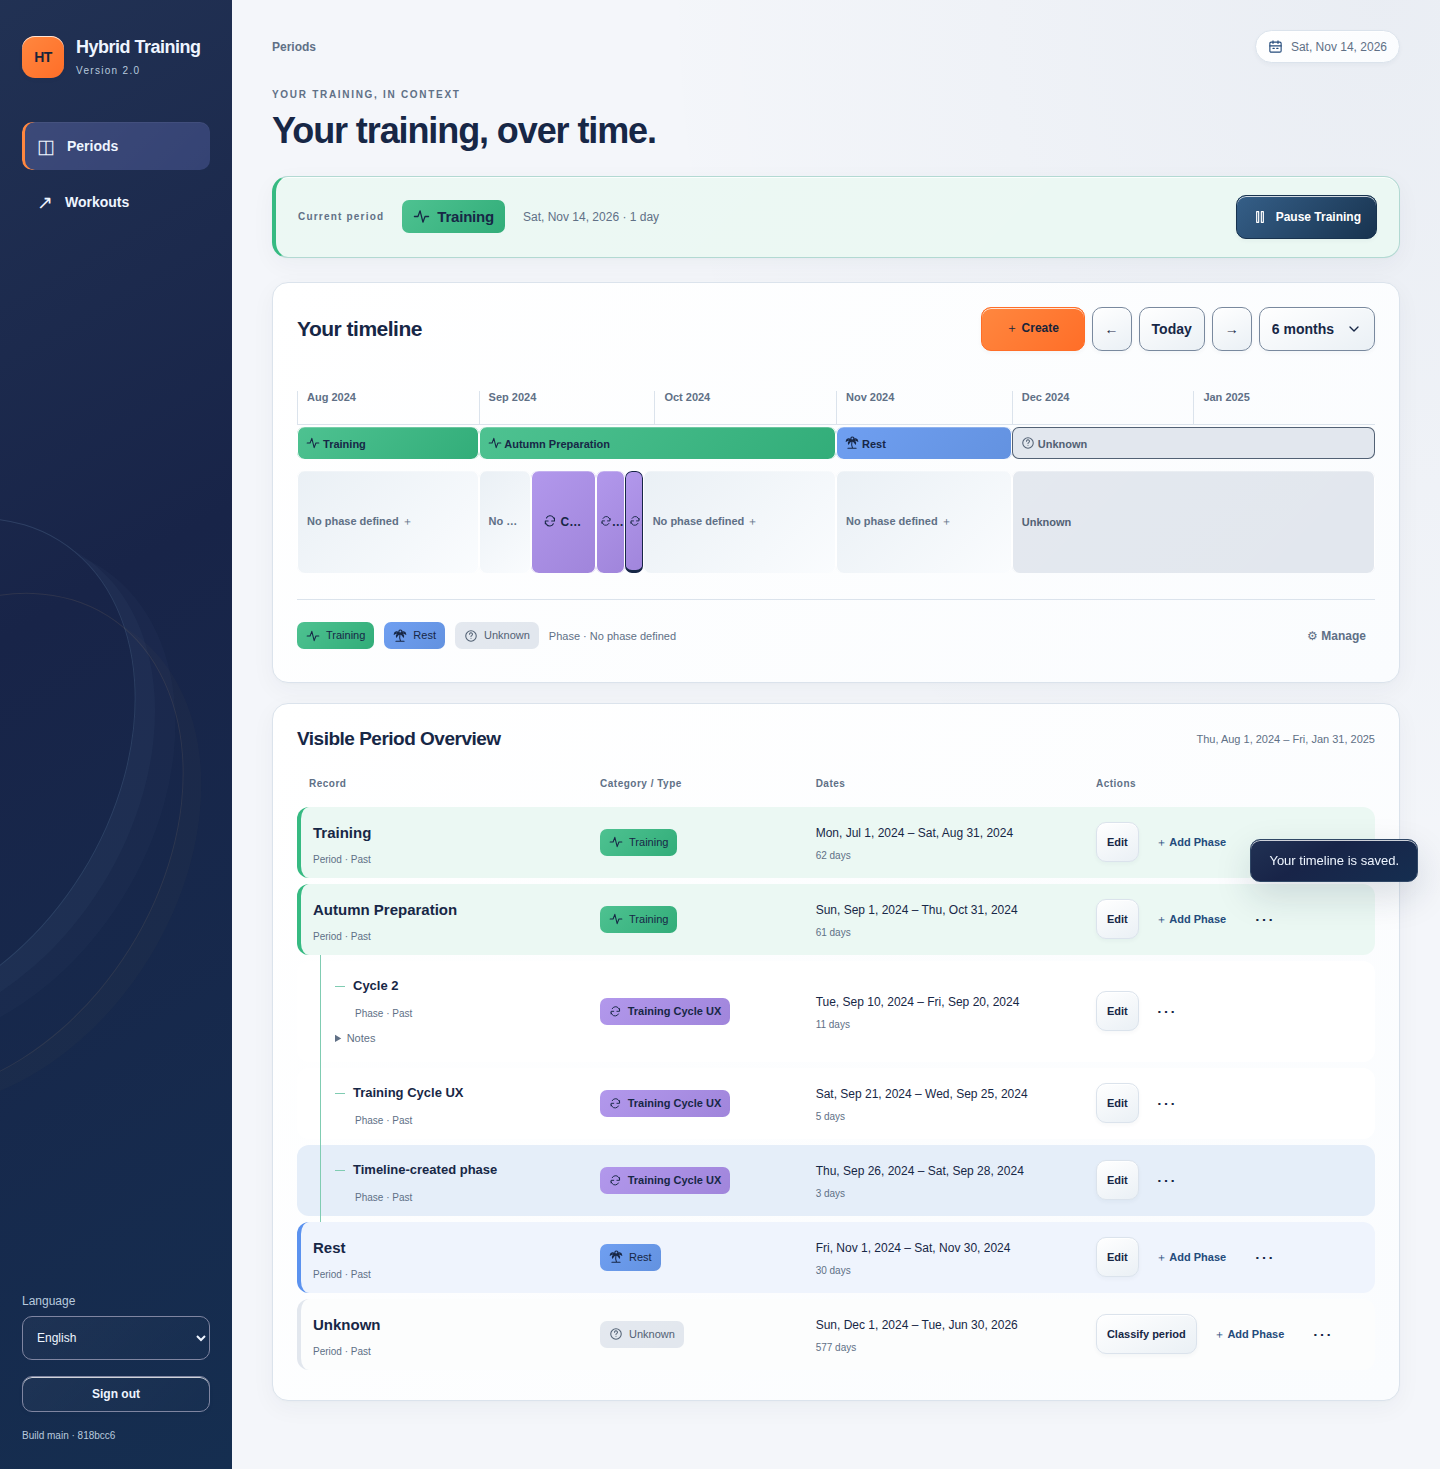 HT
Hybrid Training
Version 2.0
Periods
Workouts
Language
English
Sign out
Build main · 818bcc6
Periods
Sat, Nov 14, 2026
YOUR TRAINING, IN CONTEXT
Your training, over time.
Current period
Training
Sat, Nov 14, 2026 · 1 day
Pause Training
Your timeline
+ Create
←
Today
→
6 months
Aug 2024
Sep 2024
Oct 2024
Nov 2024
Dec 2024
Jan 2025
Training
Autumn Preparation
Rest
Unknown
No phase defined +
No …
C…
…
No phase defined +
No phase defined +
Unknown
Training
Rest
Unknown
Phase · No phase defined
Manage
Visible Period Overview
Thu, Aug 1, 2024 – Fri, Jan 31, 2025
Record
Category / Type
Dates
Actions
Training
Period · Past
Training
Mon, Jul 1, 2024 – Sat, Aug 31, 2024
62 days
Edit
+ Add Phase
Your timeline is saved.
Autumn Preparation
Period · Past
Training
Sun, Sep 1, 2024 – Thu, Oct 31, 2024
61 days
Edit
+ Add Phase
···
Cycle 2
Phase · Past
Notes
Training Cycle UX
Tue, Sep 10, 2024 – Fri, Sep 20, 2024
11 days
Edit
···
Training Cycle UX
Phase · Past
Training Cycle UX
Sat, Sep 21, 2024 – Wed, Sep 25, 2024
5 days
Edit
···
Timeline-created phase
Phase · Past
Training Cycle UX
Thu, Sep 26, 2024 – Sat, Sep 28, 2024
3 days
Edit
···
Rest
Period · Past
Rest
Fri, Nov 1, 2024 – Sat, Nov 30, 2024
30 days
Edit
+ Add Phase
···
Unknown
Period · Past
Unknown
Sun, Dec 1, 2024 – Tue, Jun 30, 2026
577 days
Classify period
+ Add Phase
···